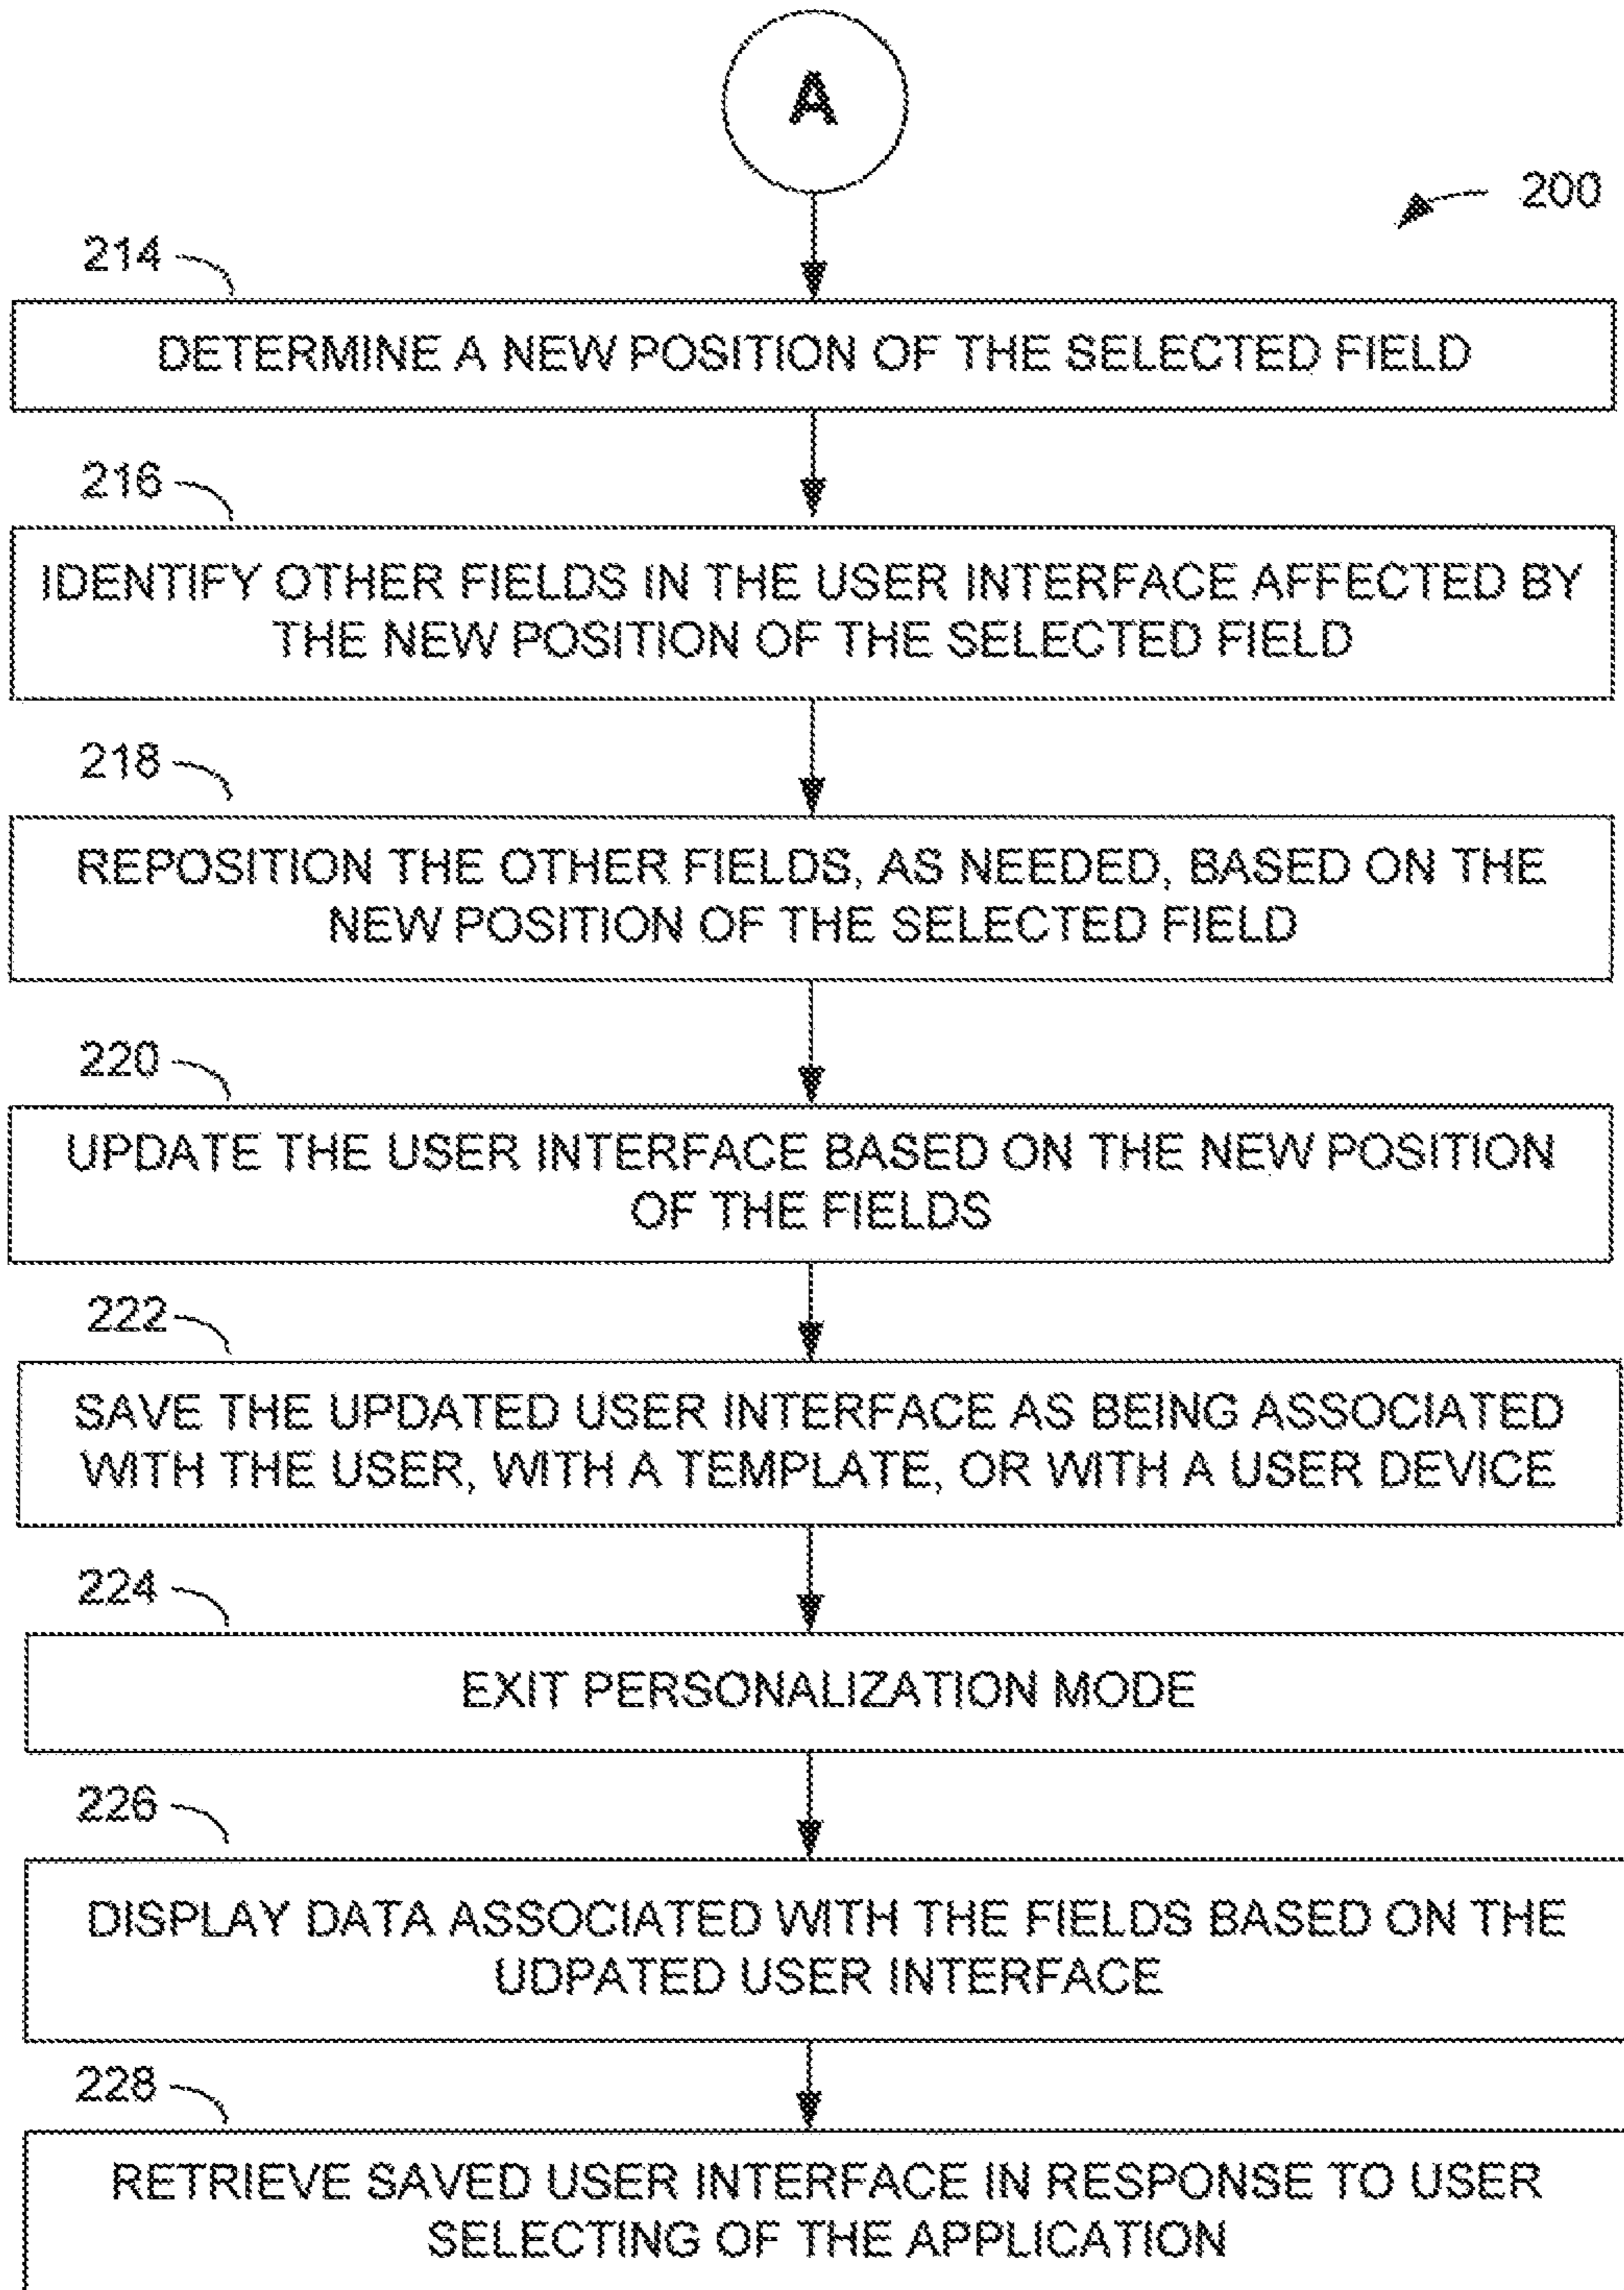 A
200
214
DETERMINE A NEW POSITION OF THE SELECTED FIELD
216
IDENTIFY OTHER FIELDS IN THE USER INTERFACE AFFECTED BY
THE NEW POSITION OF THE SELECTED FIELD
218
REPOSITION THE OTHER FIELDS, AS NEEDED, BASED ON THE
NEW POSITION OF THE SELECTED FIELD
220
UPDATE THE USER INTERFACE BASED ON THE NEW POSITION
OF THE FIELDS
222
SAVE THE UPDATED USER INTERFACE AS BEING ASSOCIATED
WITH THE USER, WITH A TEMPLATE, OR WITH A USER DEVICE
224
EXIT PERSONALIZATION MODE
226
DISPLAY DATA ASSOCIATED WITH THE FIELDS BASED ON THE
UDPATED USER INTERFACE
228
RETRIEVE SAVED USER INTERFACE IN RESPONSE TO USER
SELECTING OF THE APPLICATION